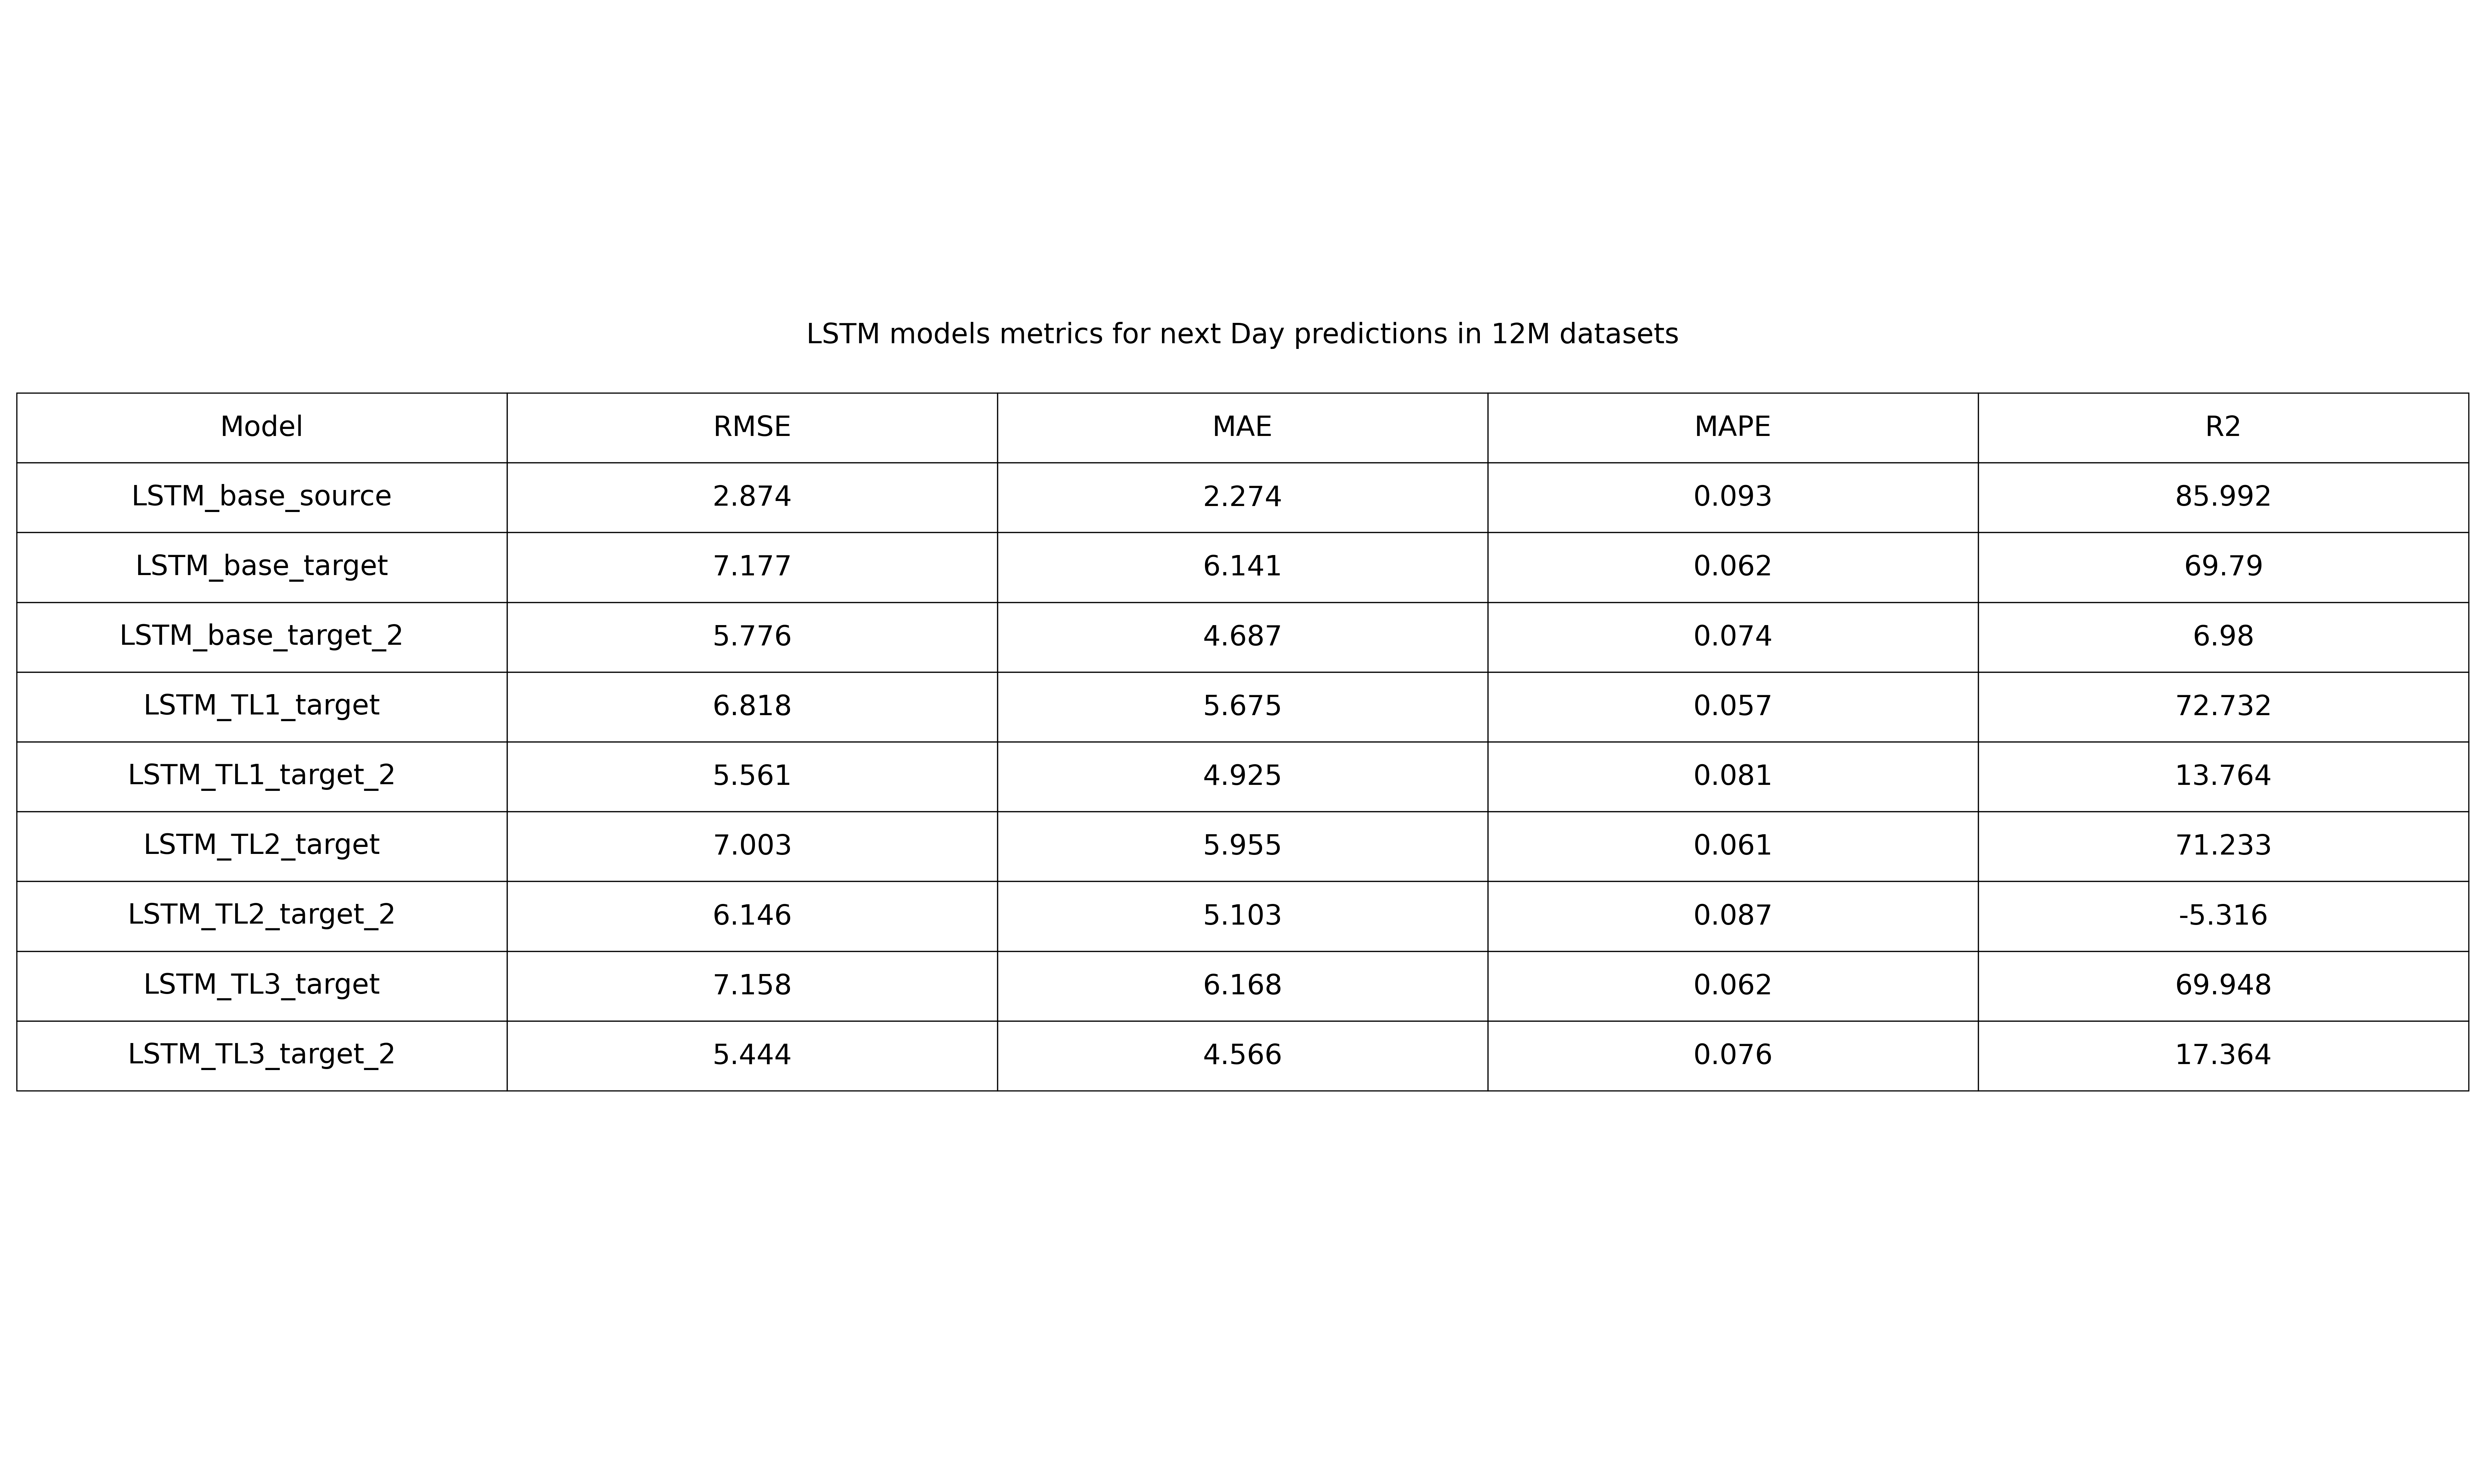 LSTM models metrics for next Day predictions in 12M datasets
Model RMSE MAE MAPE R2
LSTM_base_source 2.874 2.274 0.093 85.992
LSTM_base_target 7.177 6.141 0.062 69.79
LSTM_base_target_2 5.776 4.687 0.074 6.98
LSTM_TL1_target 6.818 5.675 0.057 72.732
LSTM_TL1_target_2 5.561 4.925 0.081 13.764
LSTM_TL2_target 7.003 5.955 0.061 71.233
LSTM_TL2_target_2 6.146 5.103 0.087 -5.316
LSTM_TL3_target 7.158 6.168 0.062 69.948
LSTM_TL3_target_2 5.444 4.566 0.076 17.364